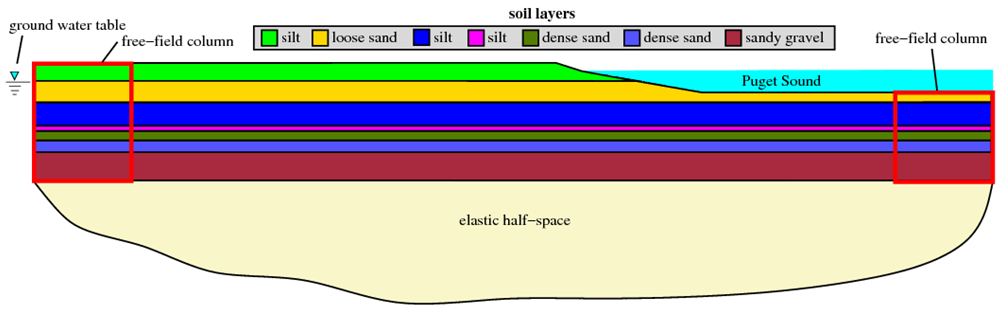 soil layers
ground water table
silt loose sand silt silt dense sand dense sand sandy gravel
free-field column
free-field column
Puget Sound
elastic half-space